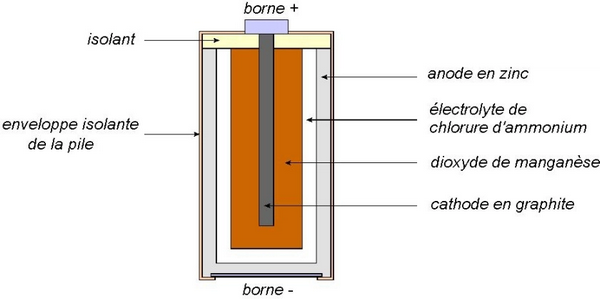 borne +
isolant
anode en zinc
électrolyte de
chlorure d'ammonium
enveloppe isolante
de la pile
dioxyde de manganèse
cathode en graphite
borne -